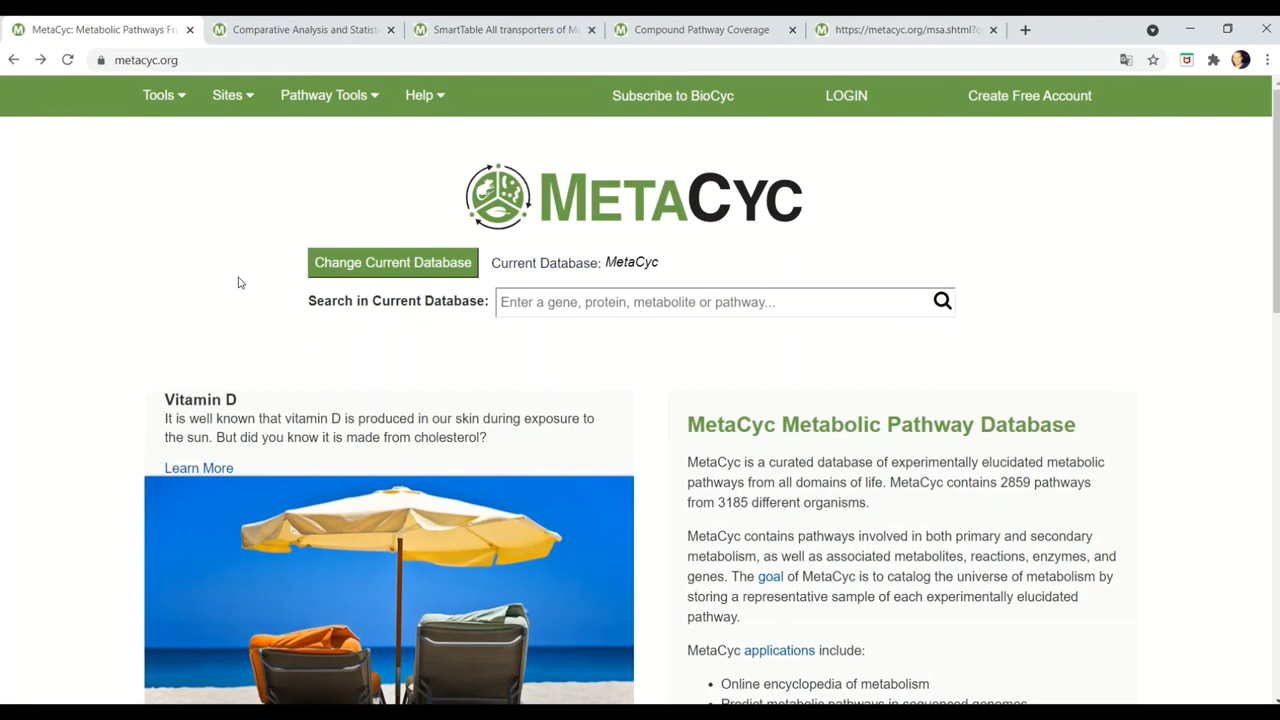 MetaCyc: Metabolic Pathways Fr
Comparative Analysis and Statist
SmartTable All transporters of M
Compound Pathway Coverage
https://metacyc.org/msa.shtml?
metacyc.org
Tools Sites Pathway Tools Help Subscribe to BioCyc LOGIN Create Free Account
METACYC
Change Current Database Current Database: MetaCyc
Search in Current Database: Enter a gene, protein, metabolite or pathway...
Vitamin D
It is well known that vitamin D is produced in our skin during exposure to
the sun. But did you know it is made from cholesterol?
Learn More
MetaCyc Metabolic Pathway Database
MetaCyc is a curated database of experimentally elucidated metabolic
pathways from all domains of life. MetaCyc contains 2859 pathways
from 3185 different organisms.
MetaCyc contains pathways involved in both primary and secondary
metabolism, as well as associated metabolites, reactions, enzymes, and
genes. The goal of MetaCyc is to catalog the universe of metabolism by
storing a representative sample of each experimentally elucidated
pathway.
MetaCyc applications include:
• Online encyclopedia of metabolism
• Predict metabolic pathways in sequenced genomes